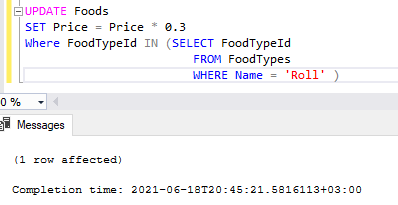 UPDATE Foods
SET Price = Price * 0.3
Where FoodTypeId IN (SELECT FoodTypeId
FROM FoodTypes
WHERE Name = 'Roll' )
0 %
Messages
(1 row affected)
Completion time: 2021-06-18T20:45:21.5816113+03:00